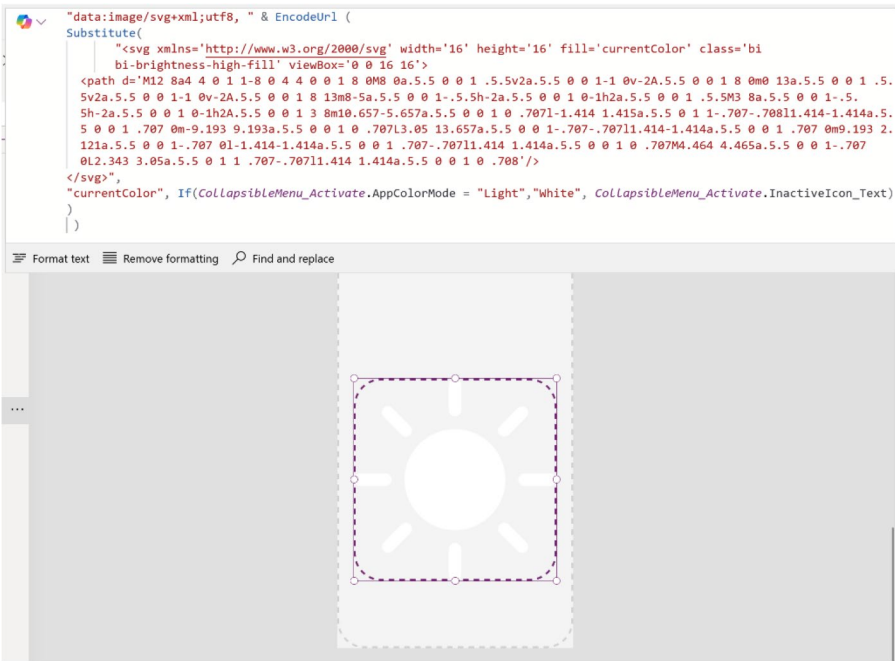 "data:image/svg+xml;utf8, " & EncodeUrl (
Substitute(
"<svg xmlns='http://www.w3.org/2000/svg' width='16' height='16' fill='currentColor' class='bi
bi-brightness-high-fill' viewBox='0 0 16 16'>
<path d='M12 8a4 4 0 1 1-8 0 4 4 0 0 1 8 0M8 0a.5.5 0 0 1 .5.5v2a.5.5 0 0 1-1 0v-2A.5.5 0 0 1 8 0m0 13a.5.5 0 0 1 .5.
5v2a.5.5 0 0 1-1 0v-2A.5.5 0 0 1 8 13m8-5a.5.5 0 0 1-.5.5h-2a.5.5 0 0 1 0-1h2a.5.5 0 0 1 .5.5M3 8a.5.5 0 0 1-.5.
5h-2a.5.5 0 0 1 0-1h2A.5.5 0 0 1 3 8m10.657-5.657a.5.5 0 0 1 0 .707l-1.414 1.415a.5.5 0 1 1-.707-.708l1.414-1.414a.5.
5 0 0 1 .707 0m-9.193 9.193a.5.5 0 0 1 0 .707L3.05 13.657a.5.5 0 0 1-.707-.707l1.414-1.414a.5.5 0 0 1 .707 0m9.193 2.
121a.5.5 0 0 1-.707 0l-1.414-1.414a.5.5 0 0 1 .707-.707l1.414 1.414a.5.5 0 0 1 0 .707M4.464 4.465a.5.5 0 0 1-.707
0L2.343 3.05a.5.5 0 1 1 .707-.707l1.414 1.414a.5.5 0 0 1 0 .708'/>
</svg>",
"currentColor", If(CollapsibleMenu_Activate.AppColorMode = "Light","White", CollapsibleMenu_Activate.InactiveIcon_Text)
)
)
Format text Remove formatting Find and replace